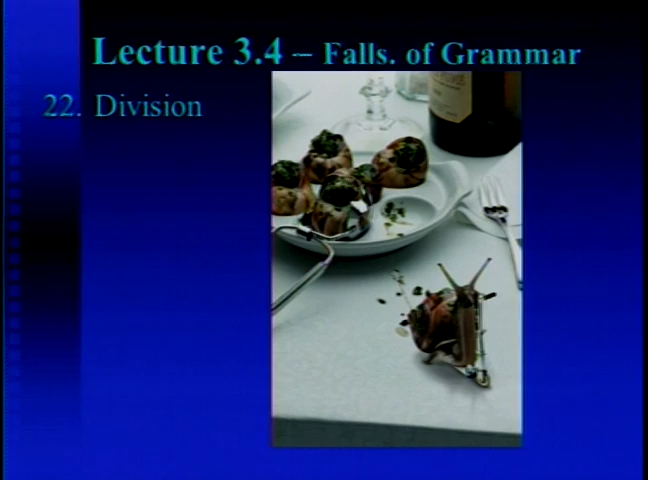 Lecture 3.4 – Falls. of Grammar
22. Division